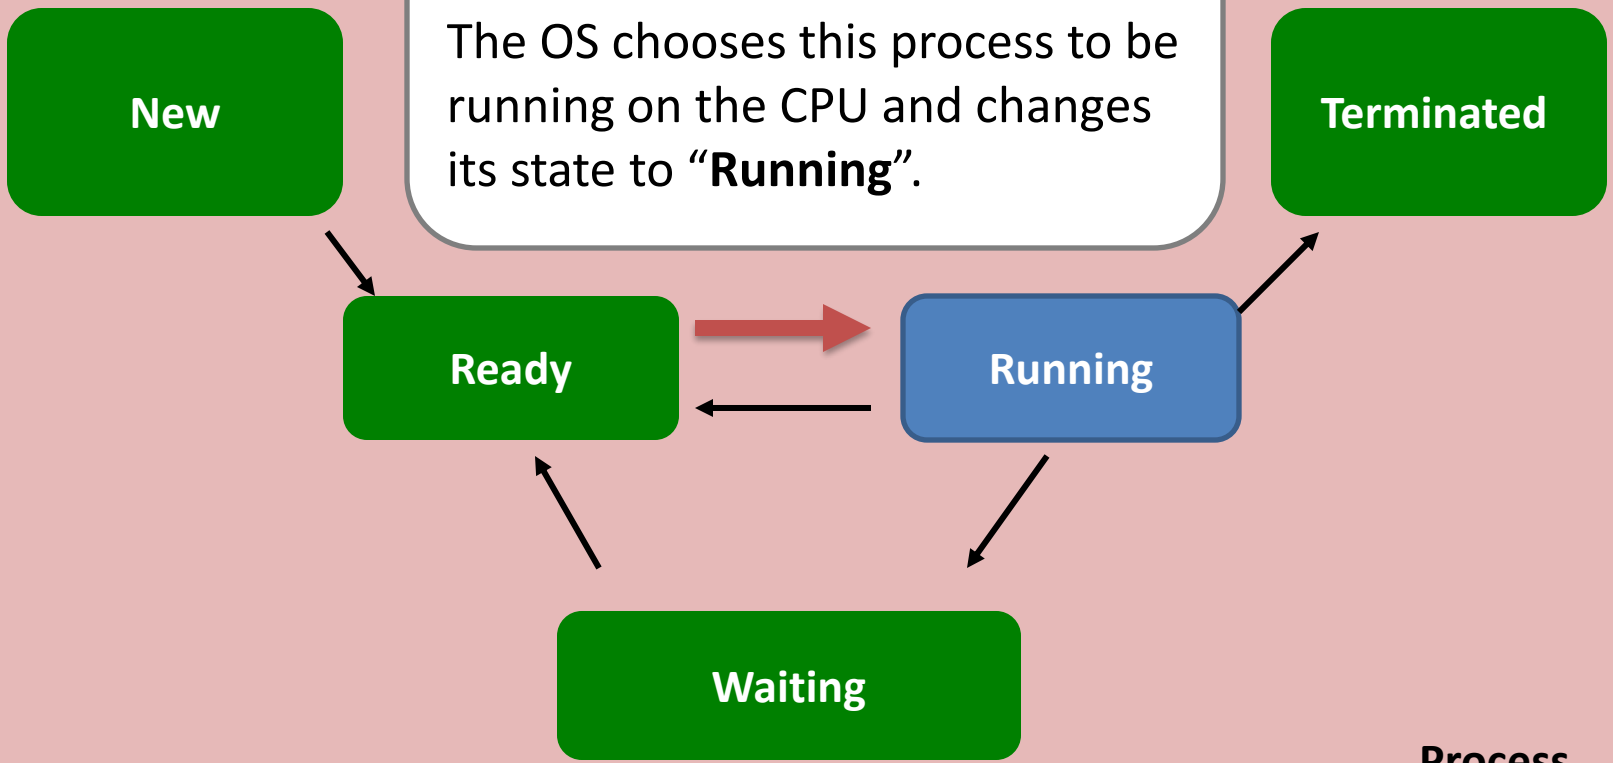 The OS chooses this process to be
running on the CPU and changes
its state to “Running”.
New
Terminated
Ready
Running
Waiting
Process